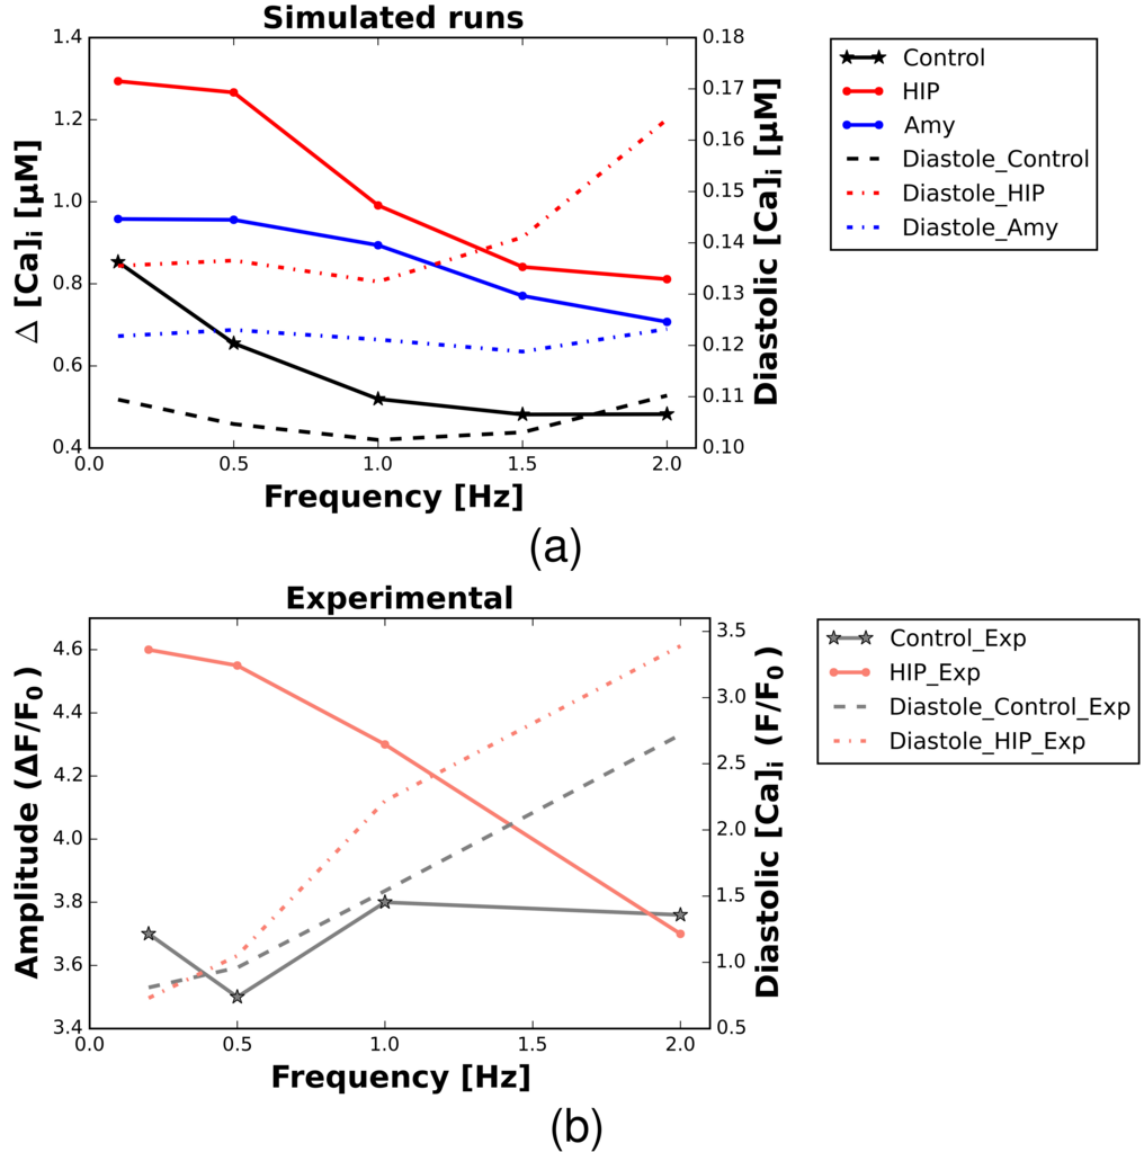 Simulated runs
1.4
1.2
1.0
0.8
0.6
0.4
Δ [Ca]i [μM]
0.18
0.17
0.16
0.15
0.14
0.13
0.12
0.11
0.10
Diastolic [Ca]i [μM]
0.0 0.5 1.0 1.5 2.0
Frequency [Hz]
Control
HIP
Amy
Diastole_Control
Diastole_HIP
Diastole_Amy
(a)
Experimental
4.6
4.4
4.2
4.0
3.8
3.6
3.4
Amplitude (ΔF/F0)
3.5
3.0
2.5
2.0
1.5
1.0
0.5
Diastolic [Ca]i (F/F0)
0.0 0.5 1.0 1.5 2.0
Frequency [Hz]
Control_Exp
HIP_Exp
Diastole_Control_Exp
Diastole_HIP_Exp
(b)